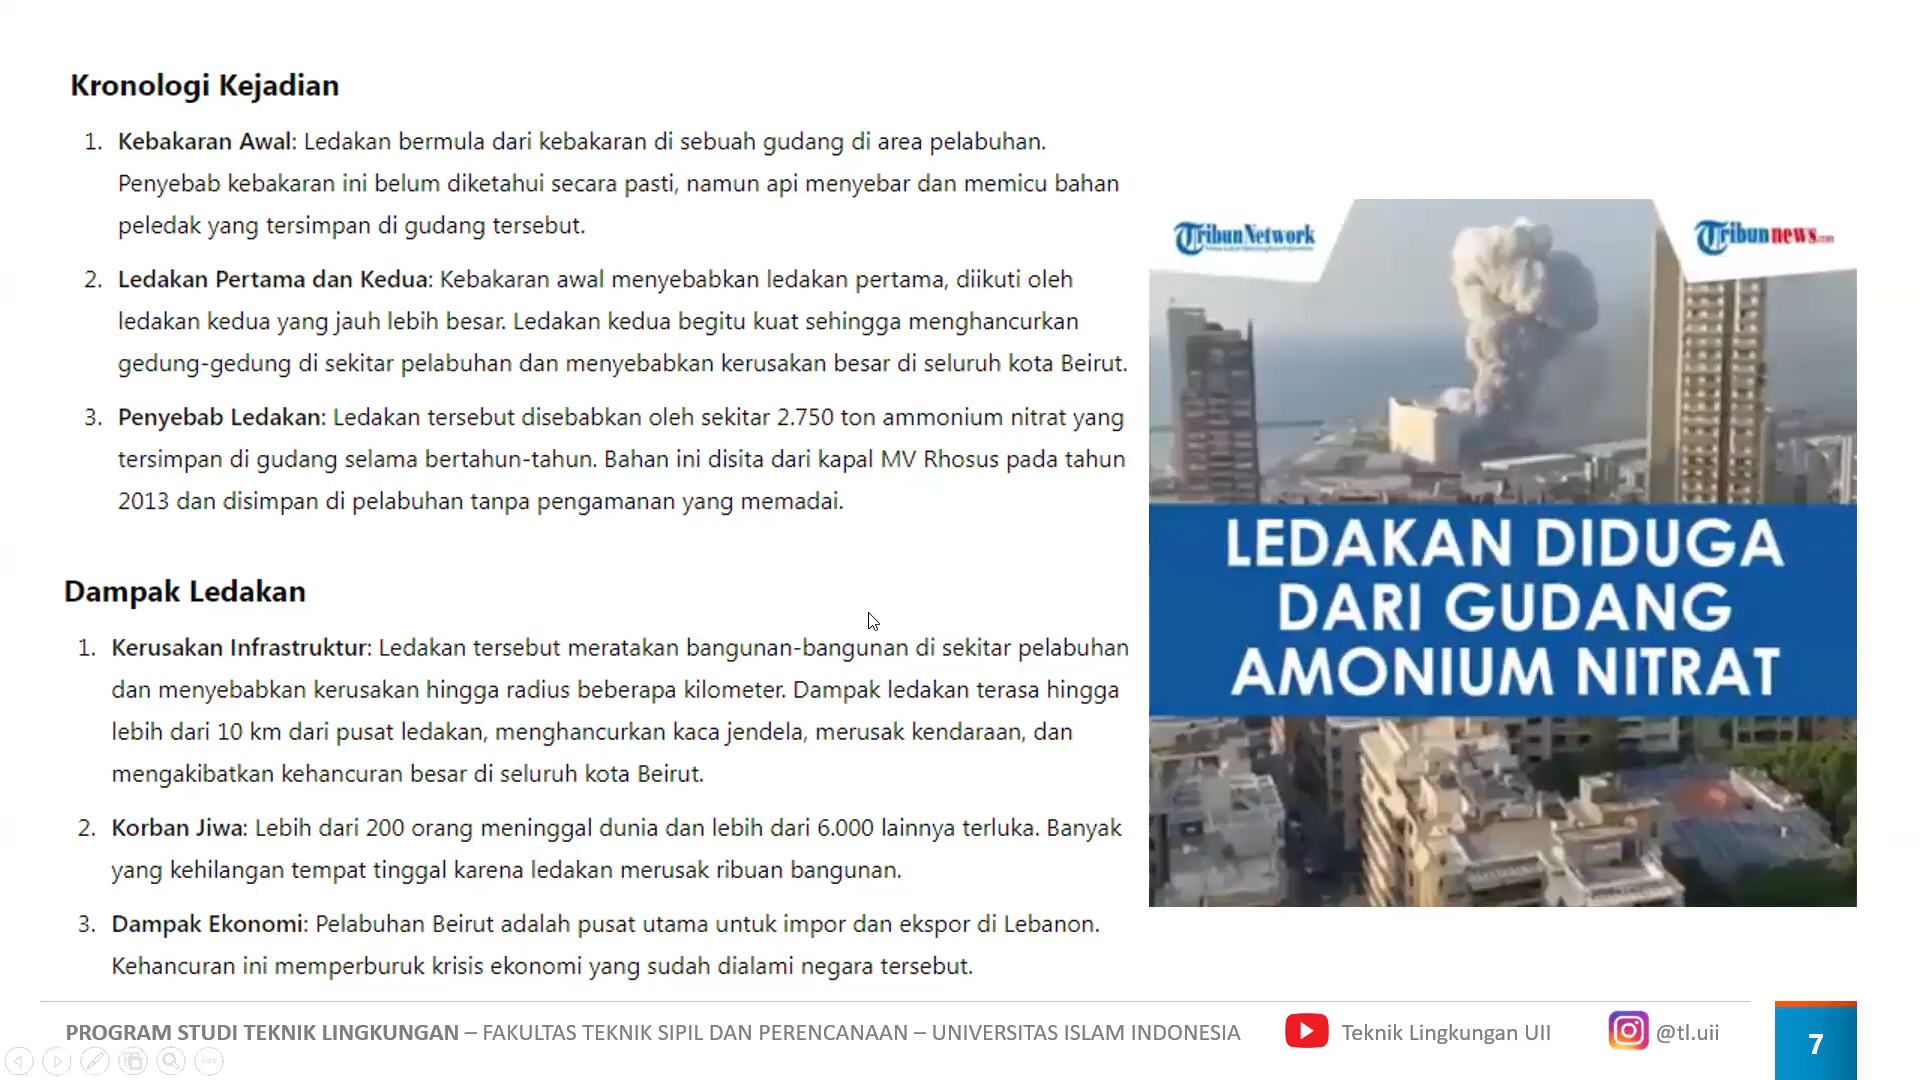 Kronologi Kejadian
1. Kebakaran Awal: Ledakan bermula dari kebakaran di sebuah gudang di area pelabuhan.
Penyebab kebakaran ini belum diketahui secara pasti, namun api menyebar dan memicu bahan
peledak yang tersimpan di gudang tersebut.
2. Ledakan Pertama dan Kedua: Kebakaran awal menyebabkan ledakan pertama, diikuti oleh
ledakan kedua yang jauh lebih besar. Ledakan kedua begitu kuat sehingga menghancurkan
gedung-gedung di sekitar pelabuhan dan menyebabkan kerusakan besar di seluruh kota Beirut.
3. Penyebab Ledakan: Ledakan tersebut disebabkan oleh sekitar 2.750 ton ammonium nitrat yang
tersimpan di gudang selama bertahun-tahun. Bahan ini disita dari kapal MV Rhosus pada tahun
2013 dan disimpan di pelabuhan tanpa pengamanan yang memadai.
Dampak Ledakan
1. Kerusakan Infrastruktur: Ledakan tersebut meratakan bangunan-bangunan di sekitar pelabuhan
dan menyebabkan kerusakan hingga radius beberapa kilometer. Dampak ledakan terasa hingga
lebih dari 10 km dari pusat ledakan, menghancurkan kaca jendela, merusak kendaraan, dan
mengakibatkan kehancuran besar di seluruh kota Beirut.
2. Korban Jiwa: Lebih dari 200 orang meninggal dunia dan lebih dari 6.000 lainnya terluka. Banyak
yang kehilangan tempat tinggal karena ledakan merusak ribuan bangunan.
3. Dampak Ekonomi: Pelabuhan Beirut adalah pusat utama untuk impor dan ekspor di Lebanon.
Kehancuran ini memperburuk krisis ekonomi yang sudah dialami negara tersebut.
Tribun Network
Tribunnews.com
LEDAKAN DIDUGA
DARI GUDANG
AMONIUM NITRAT
PROGRAM STUDI TEKNIK LINGKUNGAN – FAKULTAS TEKNIK SIPIL DAN PERENCANAAN – UNIVERSITAS ISLAM INDONESIA
Teknik Lingkungan UII
@tl.uii
7